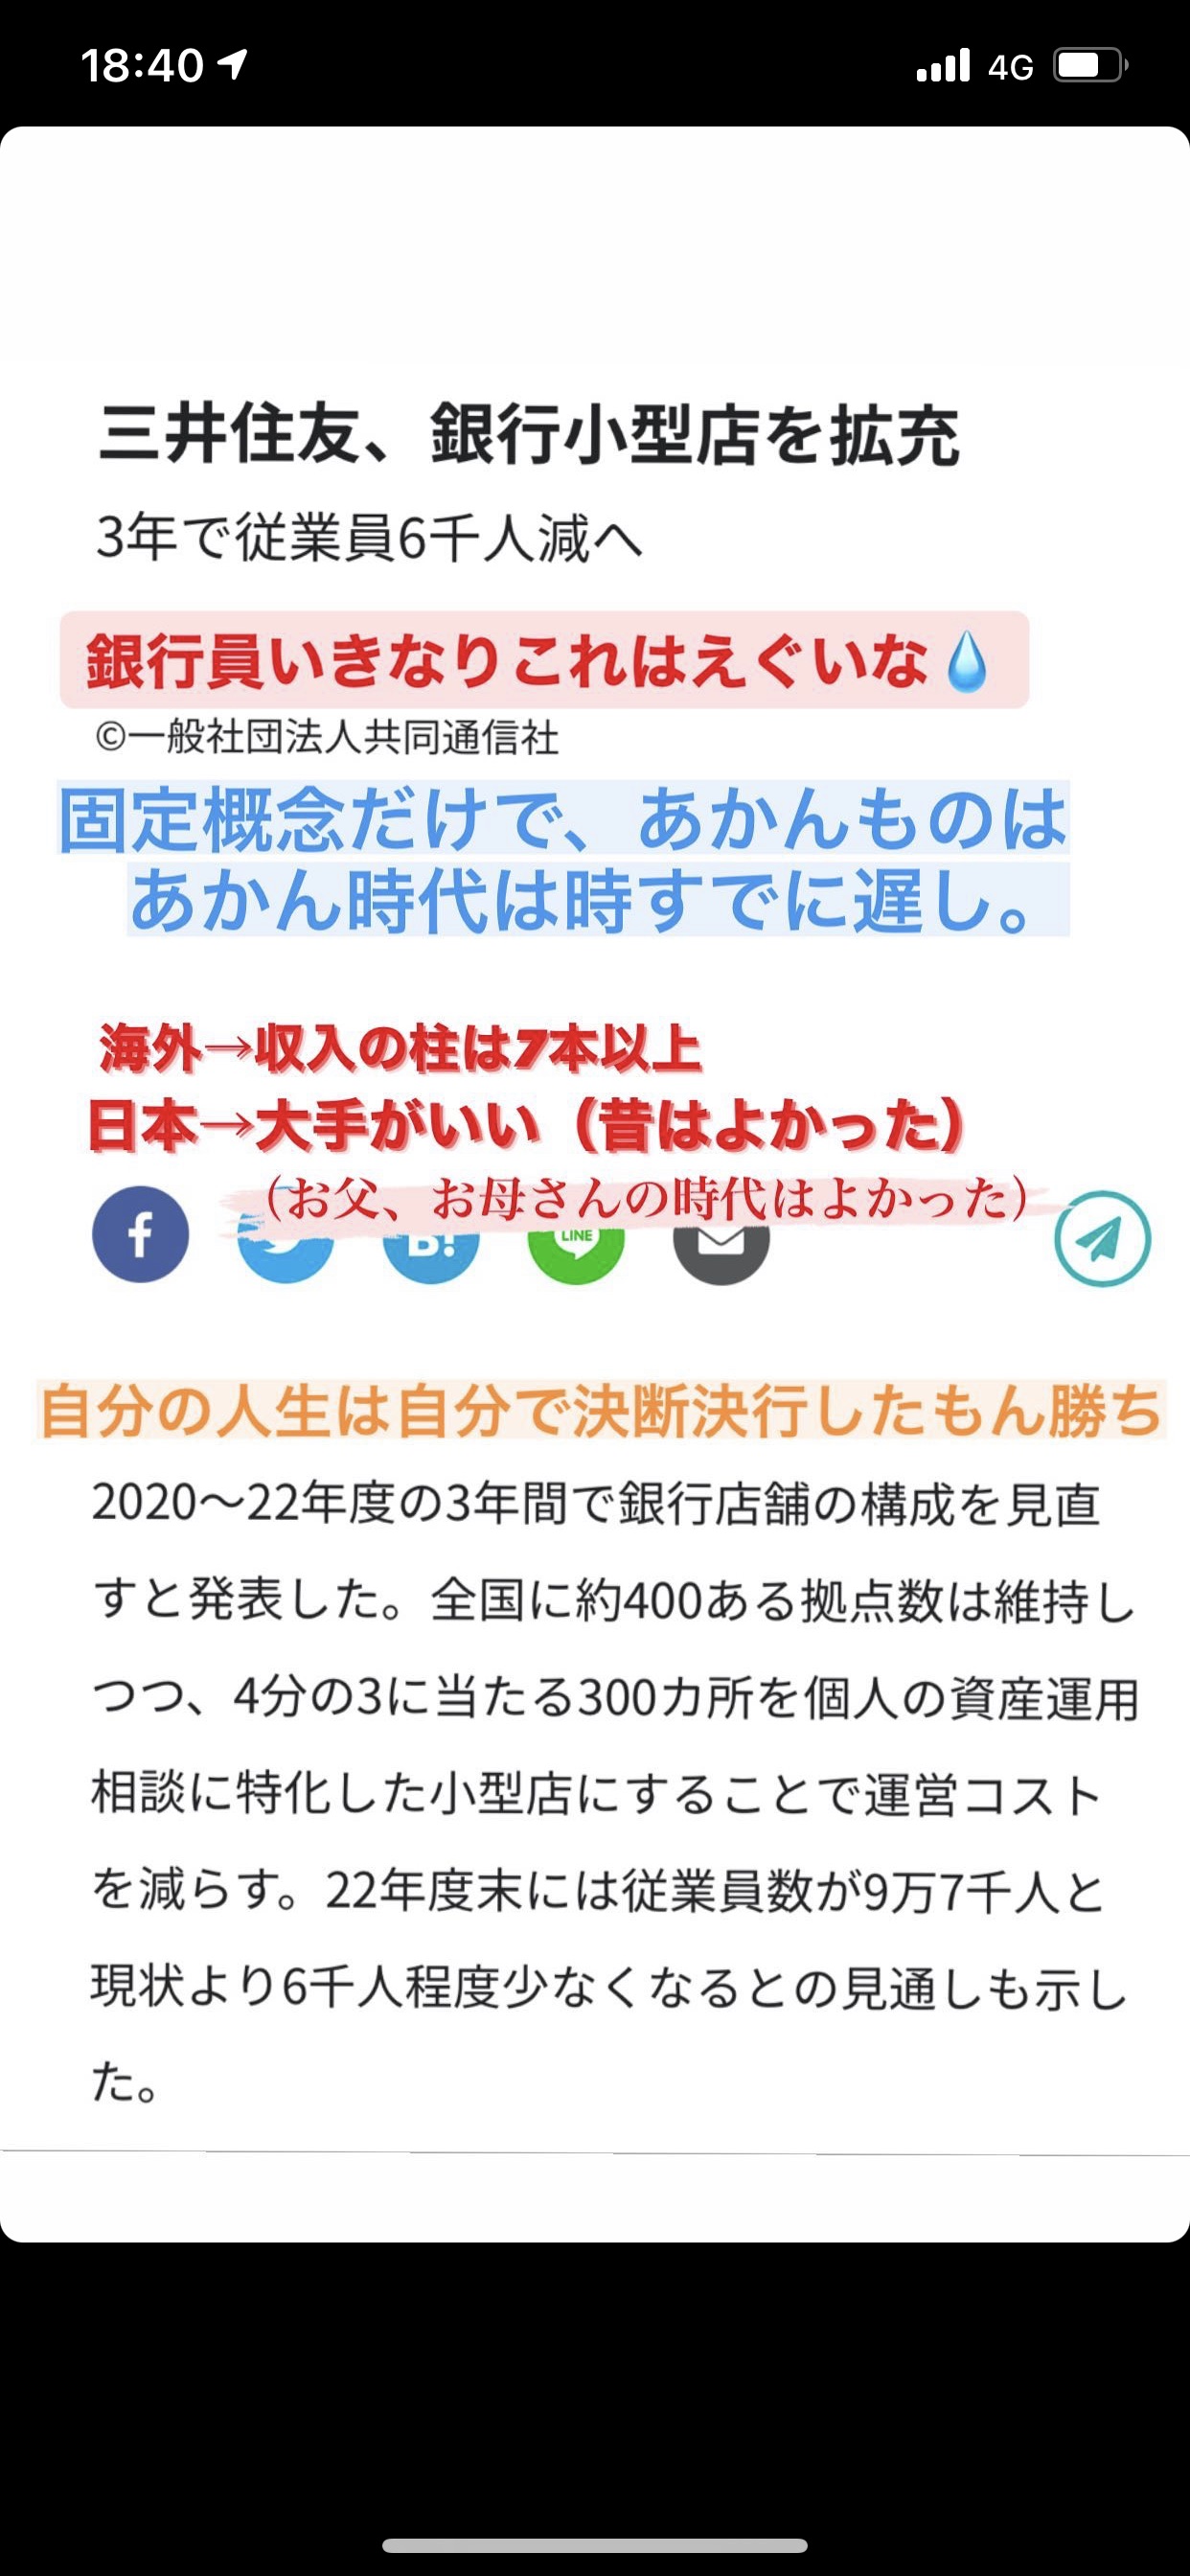 18:40
4G
三井住友、銀行小型店を拡充
3年で従業員6千人減へ
銀行員いきなりこれはえぐいな💧
©一般社団法人共同通信社
固定概念だけで、あかんものは
あかん時代は時すでに遅し。
海外→収入の柱は7本以上
日本→大手がいい（昔はよかった）
（お父、お母さんの時代はよかった）
f
B!
LINE
自分の人生は自分で決断決行したもん勝ち
2020〜22年度の3年間で銀行店舗の構成を見直
すと発表した。全国に約400ある拠点数は維持し
つつ、4分の3に当たる300カ所を個人の資産運用
相談に特化した小型店にすることで運営コスト
を減らす。22年度末には従業員数が9万7千人と
現状より6千人程度少なくなるとの見通しも示し
た。